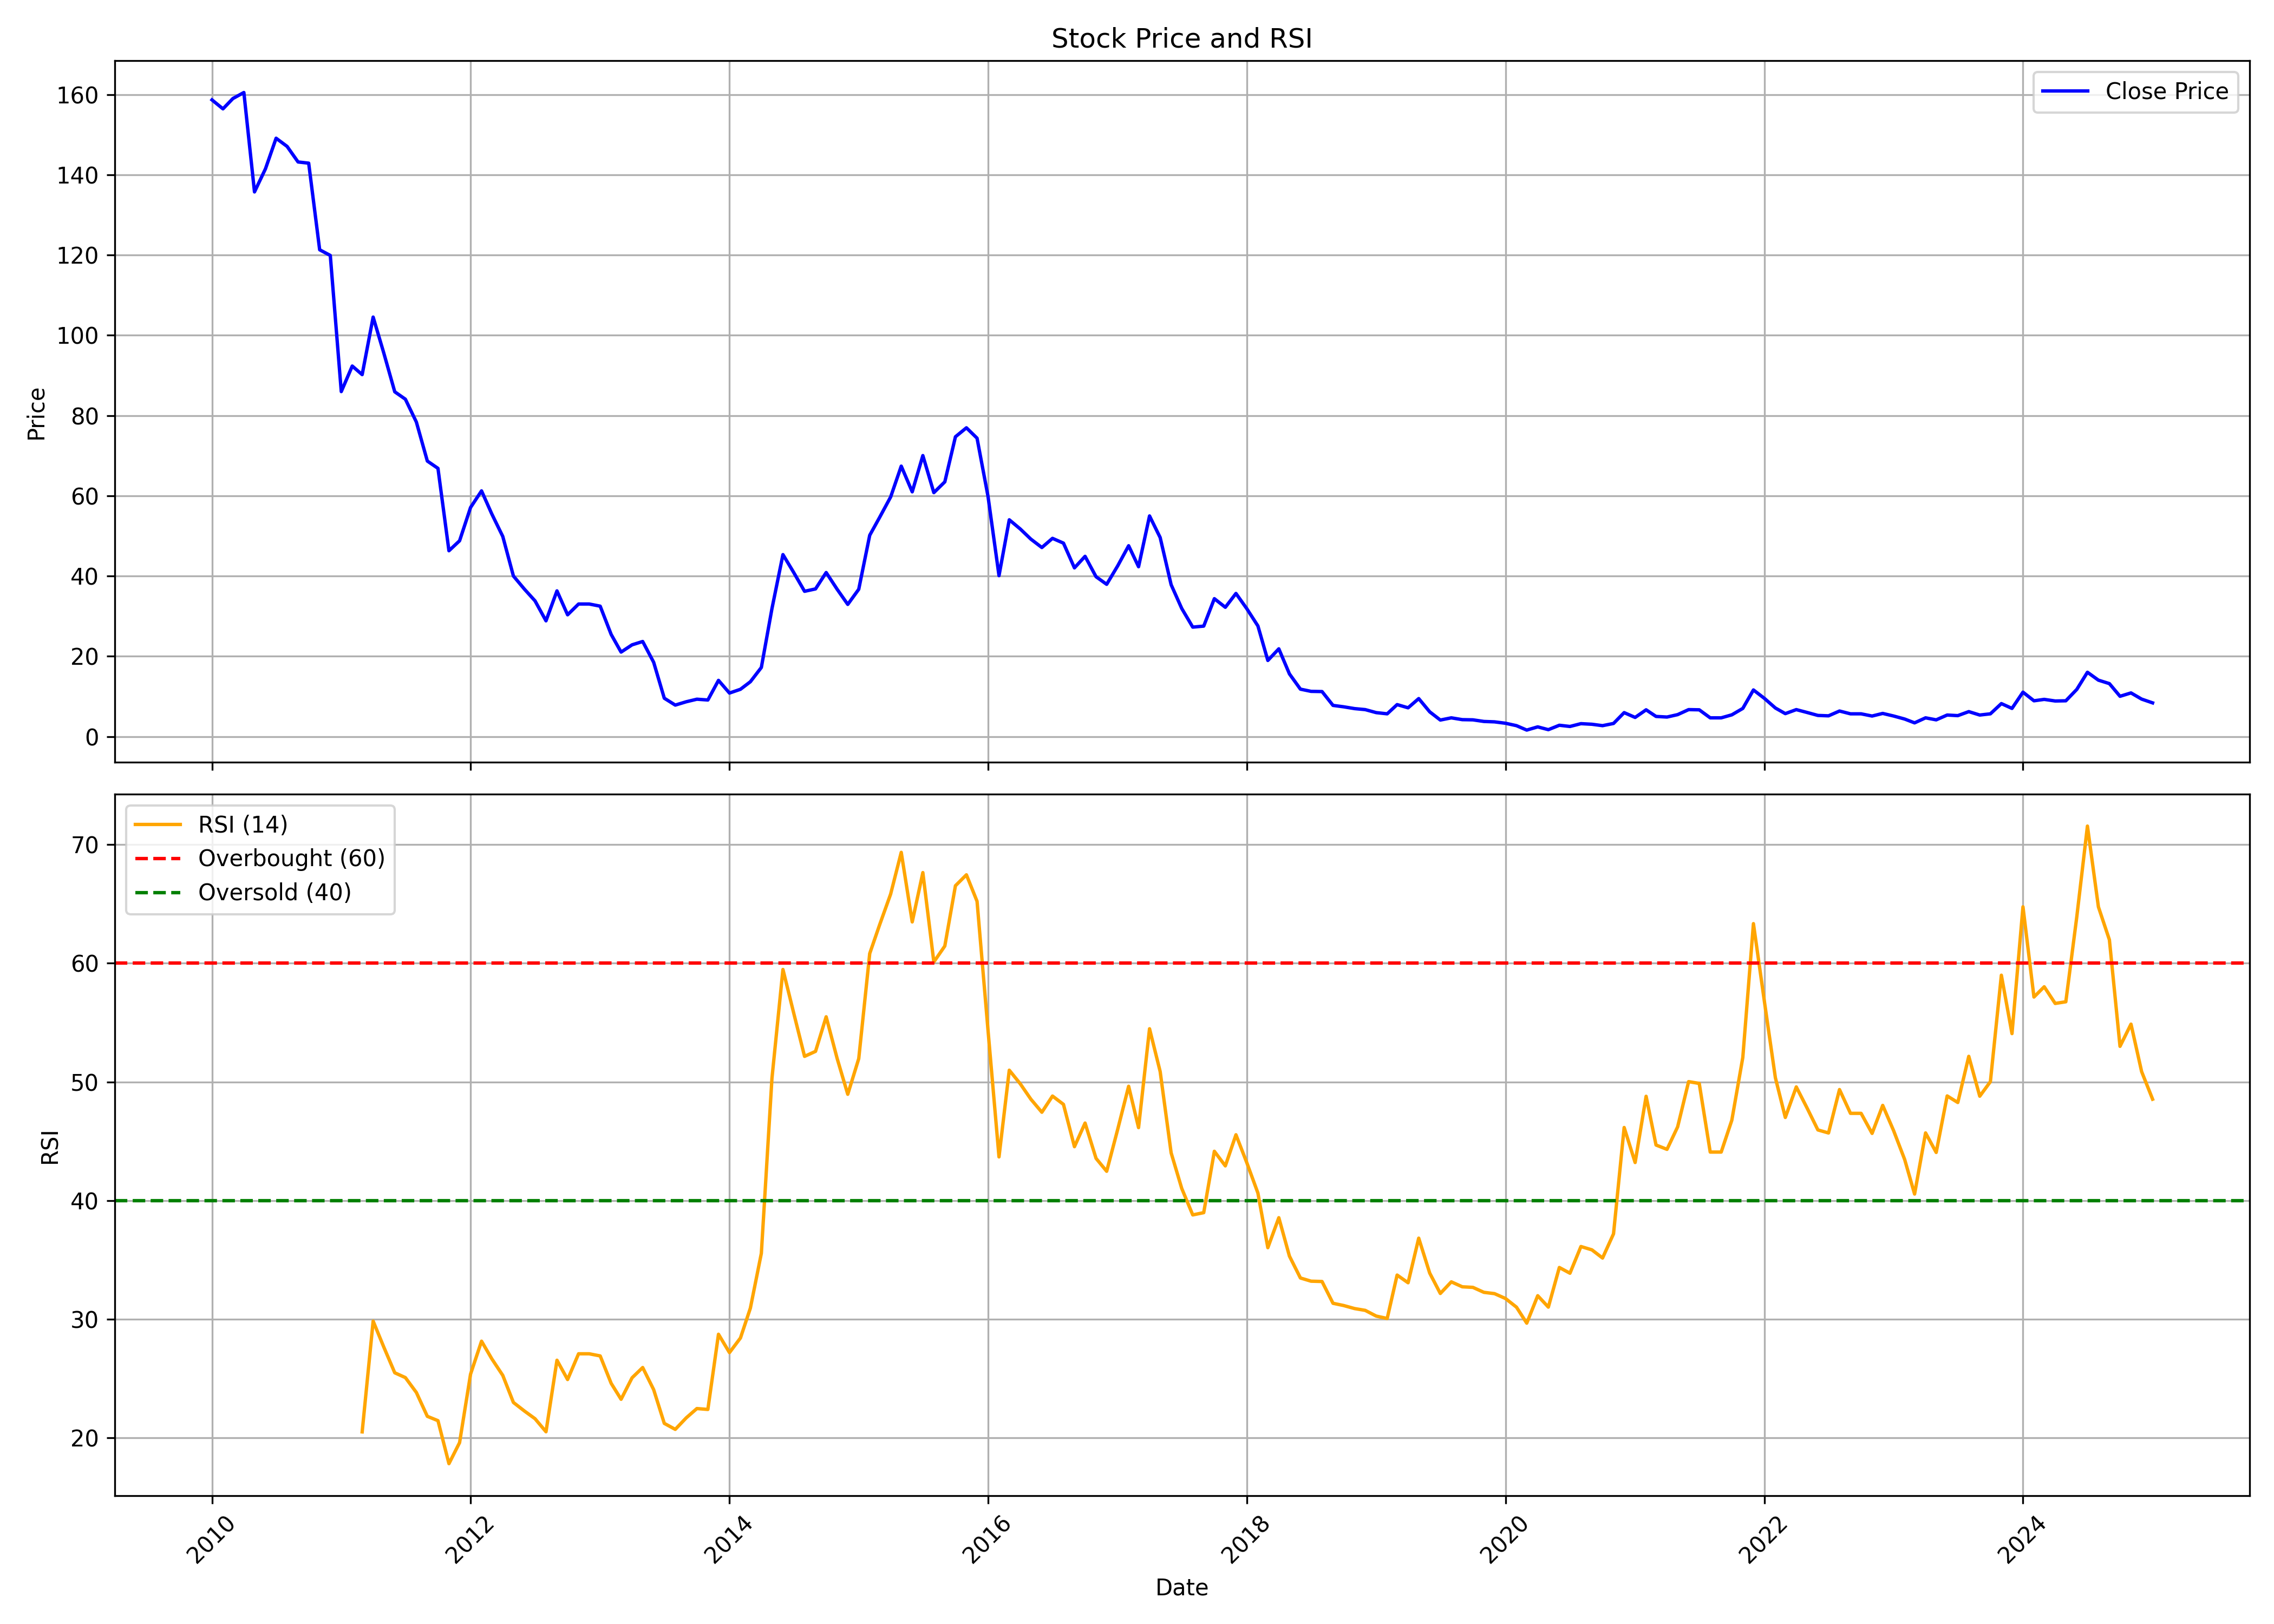 Stock Price and RSI
160
140
120
100
80
60
40
20
0
Price
Close Price
RSI (14)
Overbought (60)
Oversold (40)
70
60
50
40
30
20
RSI
2010
2012
2014
2016
2018
2020
2022
2024
Date